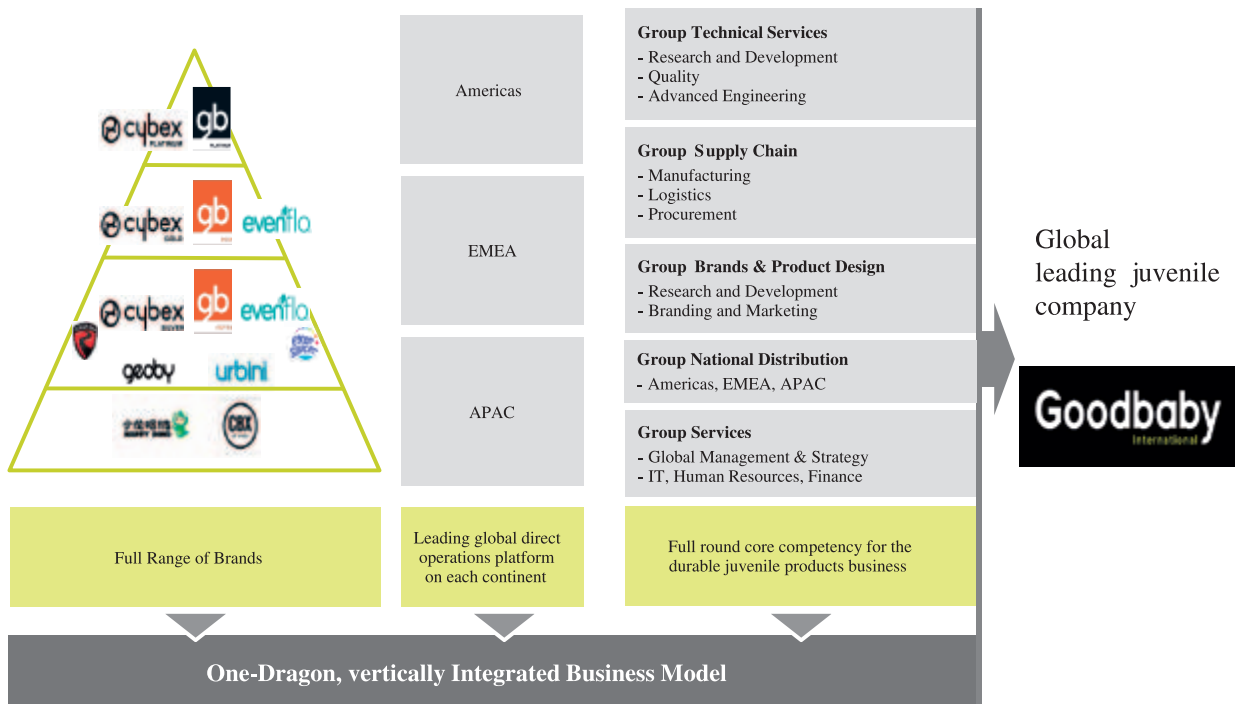 cybex
PLATINUM
gb
PLATINUM
cybex
GOLD
gb
evenflo
cybex
SILVER
gb
evenflo
geoby
urbini
CBX
Full Range of Brands
Americas
EMEA
APAC
Leading global direct
operations platform
on each continent
Group Technical Services
- Research and Development
- Quality
- Advanced Engineering
Group Supply Chain
- Manufacturing
- Logistics
- Procurement
Group Brands & Product Design
- Research and Development
- Branding and Marketing
Group National Distribution
- Americas, EMEA, APAC
Group Services
- Global Management & Strategy
- IT, Human Resources, Finance
Full round core competency for the
durable juvenile products business
One-Dragon, vertically Integrated Business Model
Global
leading juvenile
company
Goodbaby
International